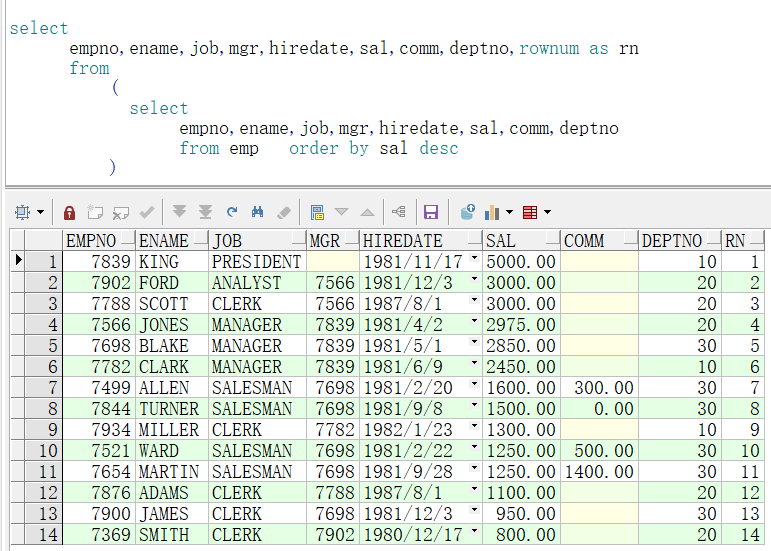 select
empno,ename,job,mgr,hiredate,sal,comm,deptno,rownum as rn
from
(
select
empno,ename,job,mgr,hiredate,sal,comm,deptno
from emp order by sal desc
)
EMPNO ENAME JOB MGR HIREDATE SAL COMM DEPTNO RN
1 7839 KING PRESIDENT 1981/11/17 5000.00 10 1
2 7902 FORD ANALYST 7566 1981/12/3 3000.00 20 2
3 7788 SCOTT CLERK 7566 1987/8/1 3000.00 20 3
4 7566 JONES MANAGER 7839 1981/4/2 2975.00 20 4
5 7698 BLAKE MANAGER 7839 1981/5/1 2850.00 30 5
6 7782 CLARK MANAGER 7839 1981/6/9 2450.00 10 6
7 7499 ALLEN SALESMAN 7698 1981/2/20 1600.00 300.00 30 7
8 7844 TURNER SALESMAN 7698 1981/9/8 1500.00 0.00 30 8
9 7934 MILLER CLERK 7782 1982/1/23 1300.00 10 9
10 7521 WARD SALESMAN 7698 1981/2/22 1250.00 500.00 30 10
11 7654 MARTIN SALESMAN 7698 1981/9/28 1250.00 1400.00 30 11
12 7876 ADAMS CLERK 7788 1987/8/1 1100.00 20 12
13 7900 JAMES CLERK 7698 1981/12/3 950.00 30 13
14 7369 SMITH CLERK 7902 1980/12/17 800.00 20 14